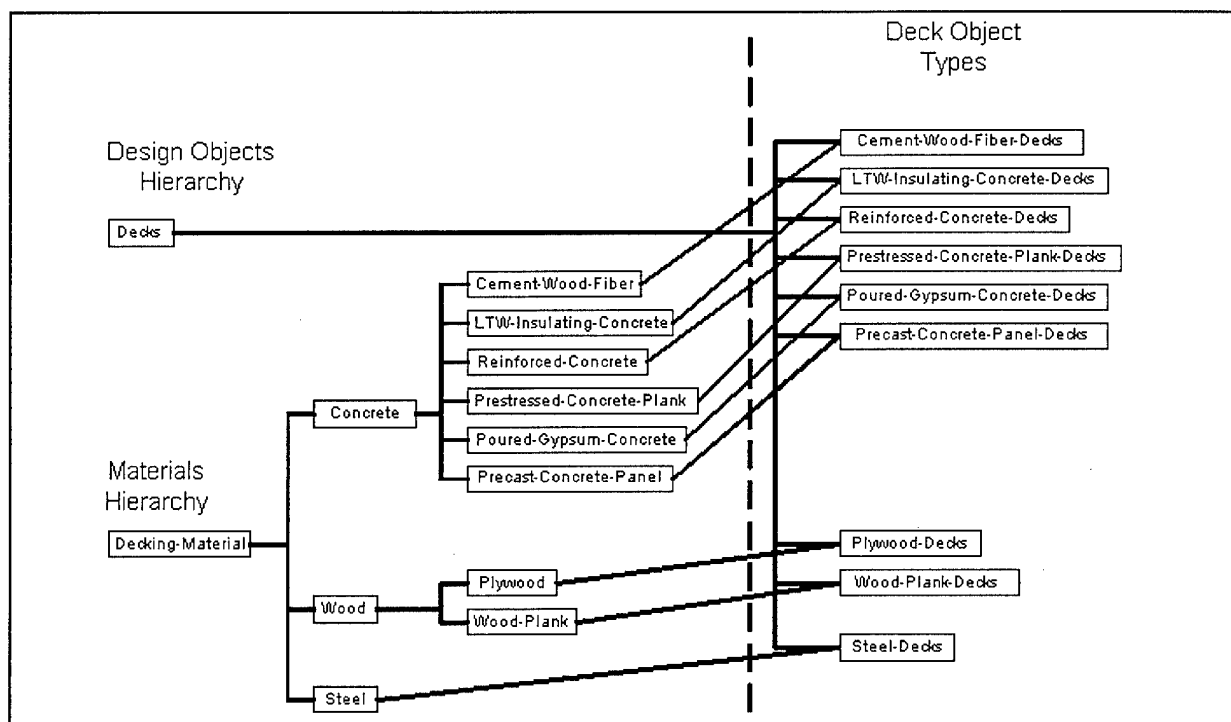 Deck Object
Types
Design Objects
Hierarchy
Decks
Cement-Wood-Fiber-Decks
LTW-Insulating-Concrete-Decks
Reinforced-Concrete-Decks
Prestressed-Concrete-Plank-Decks
Poured-Gypsum-Concrete-Decks
Precast-Concrete-Panel-Decks
Cement-Wood-Fiber
LTW-Insulating-Concrete
Reinforced-Concrete
Prestressed-Concrete-Plank
Poured-Gypsum-Concrete
Precast-Concrete-Panel
Concrete
Materials
Hierarchy
Decking-Material
Plywood
Wood-Plank
Wood
Steel
Plywood-Decks
Wood-Plank-Decks
Steel-Decks